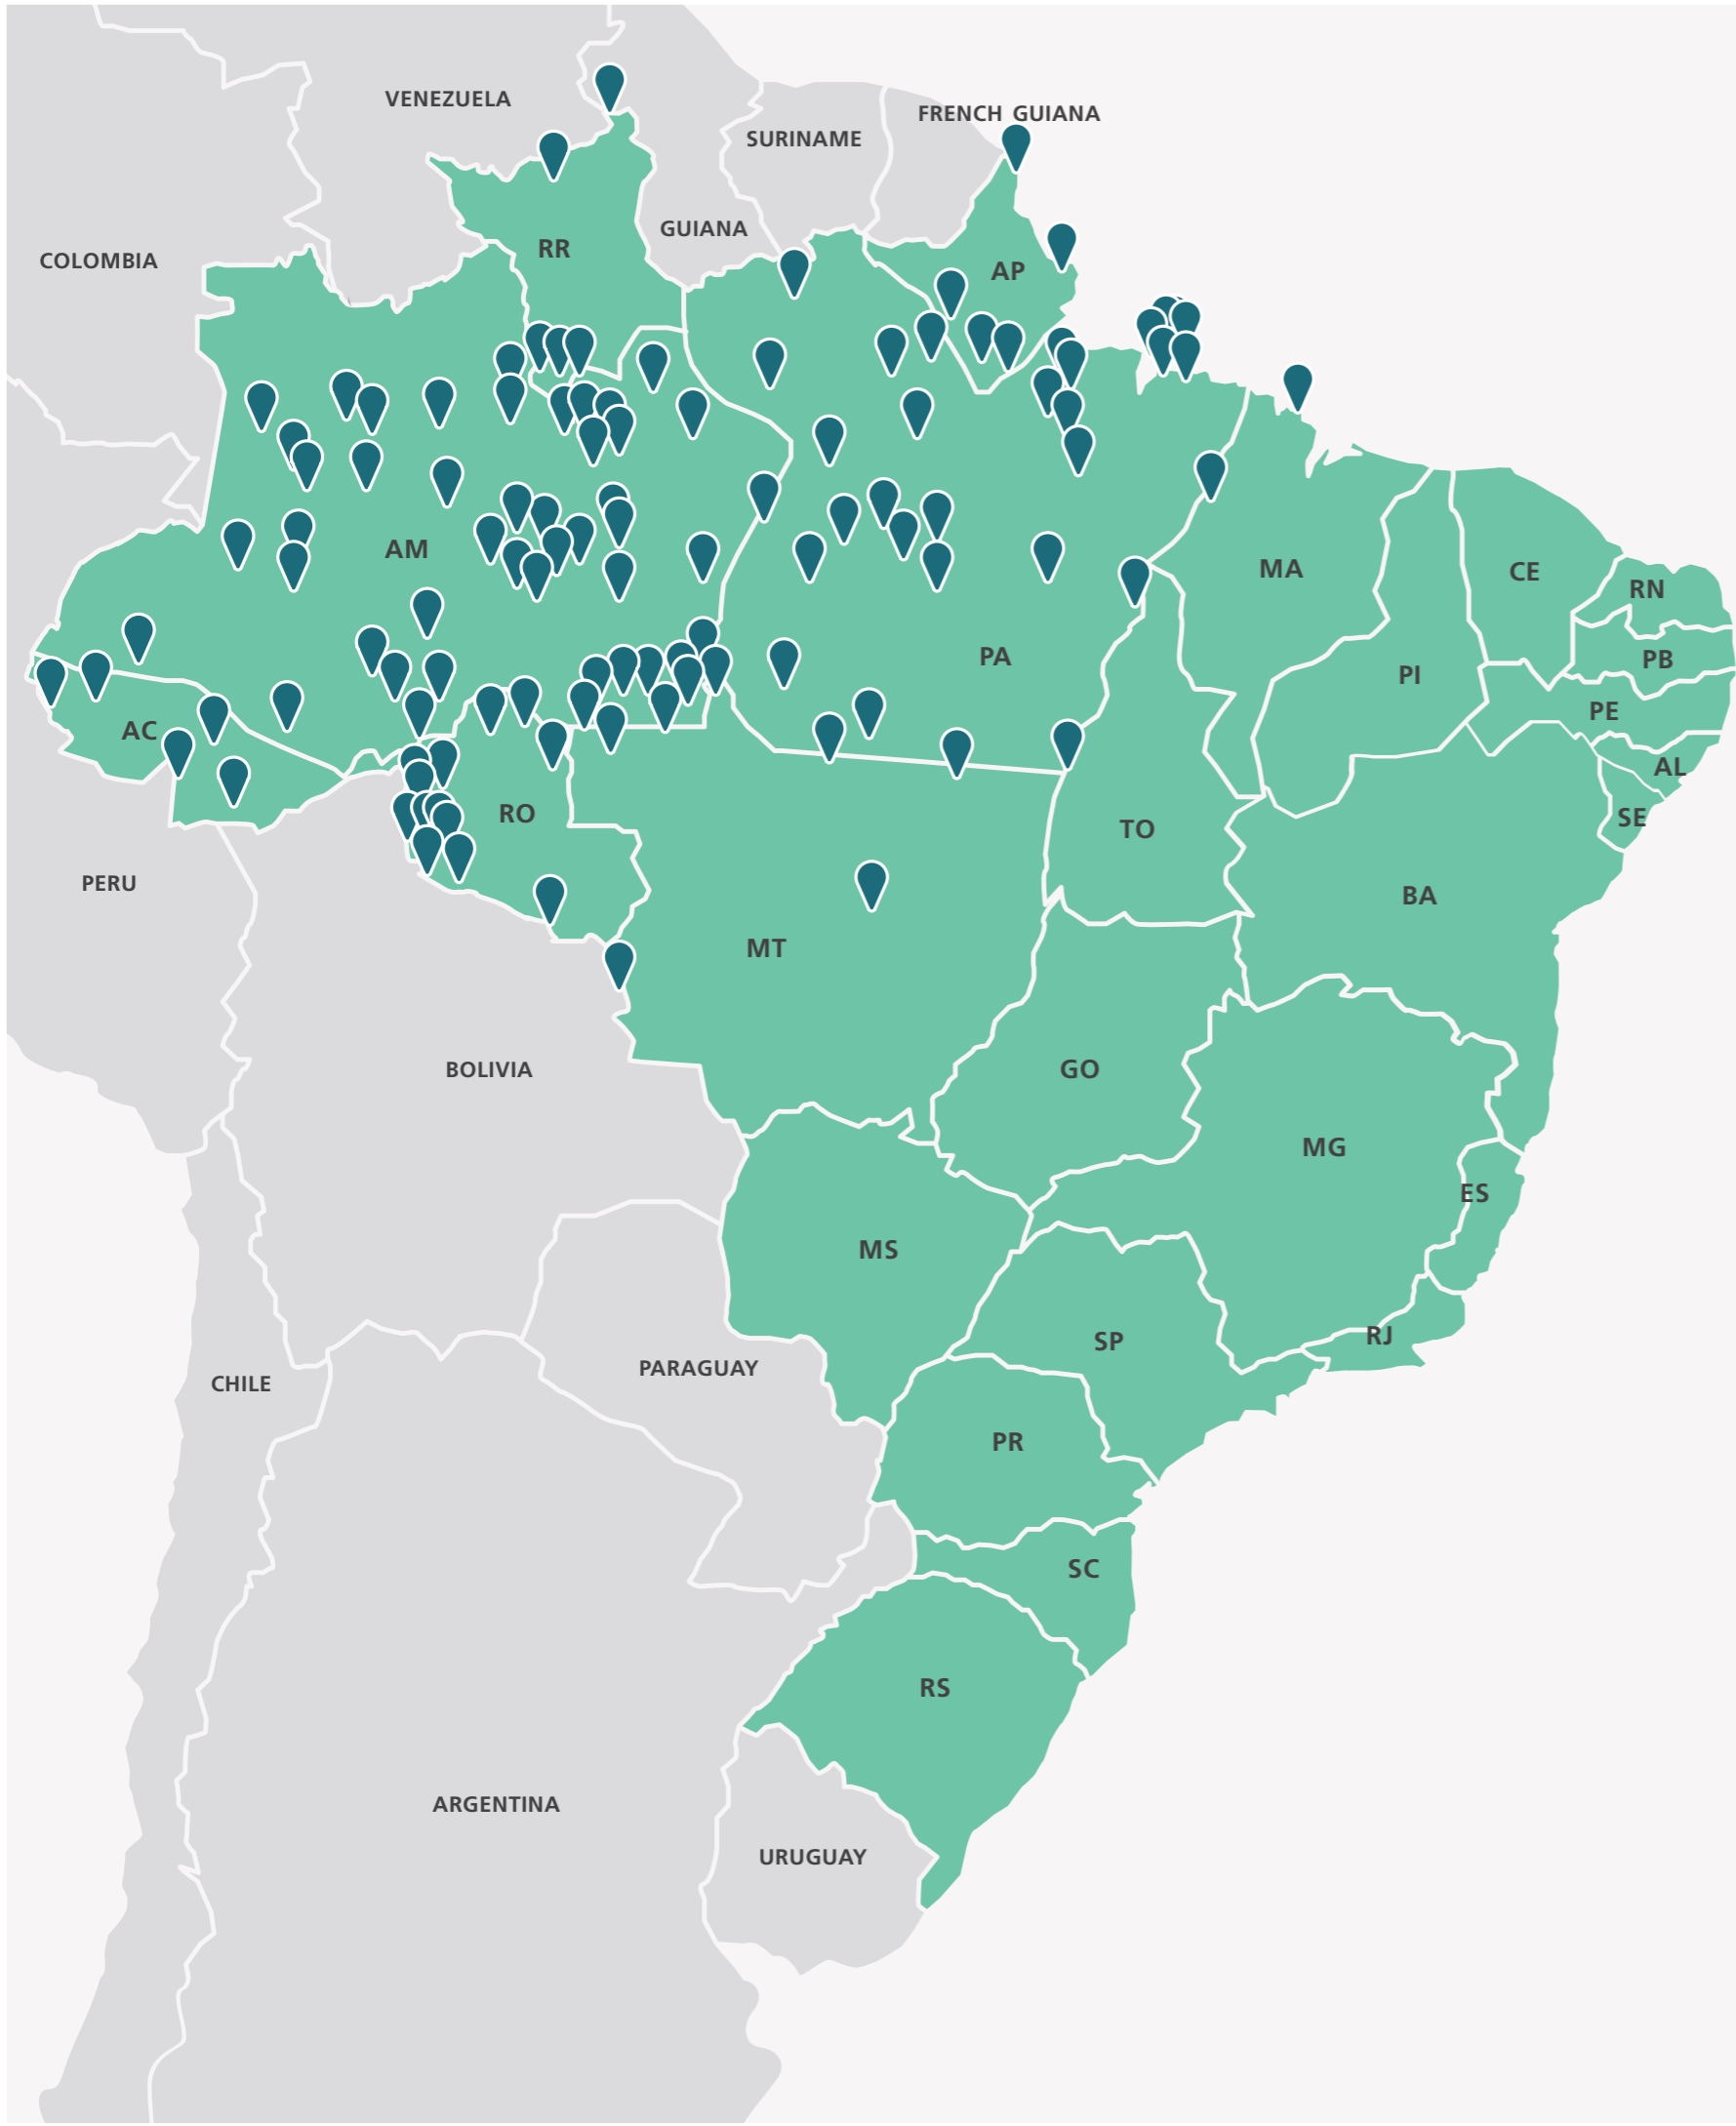 VENEZUELA
FRENCH GUIANA
SURINAME
GUIANA
RR
COLOMBIA
AP
AM
MA
CE
RN
PA
PB
PI
PE
AC
AL
RO
SE
TO
PERU
BA
MT
BOLIVIA
GO
MG
ES
MS
RJ
SP
PARAGUAY
CHILE
PR
SC
RS
ARGENTINA
URUGUAY